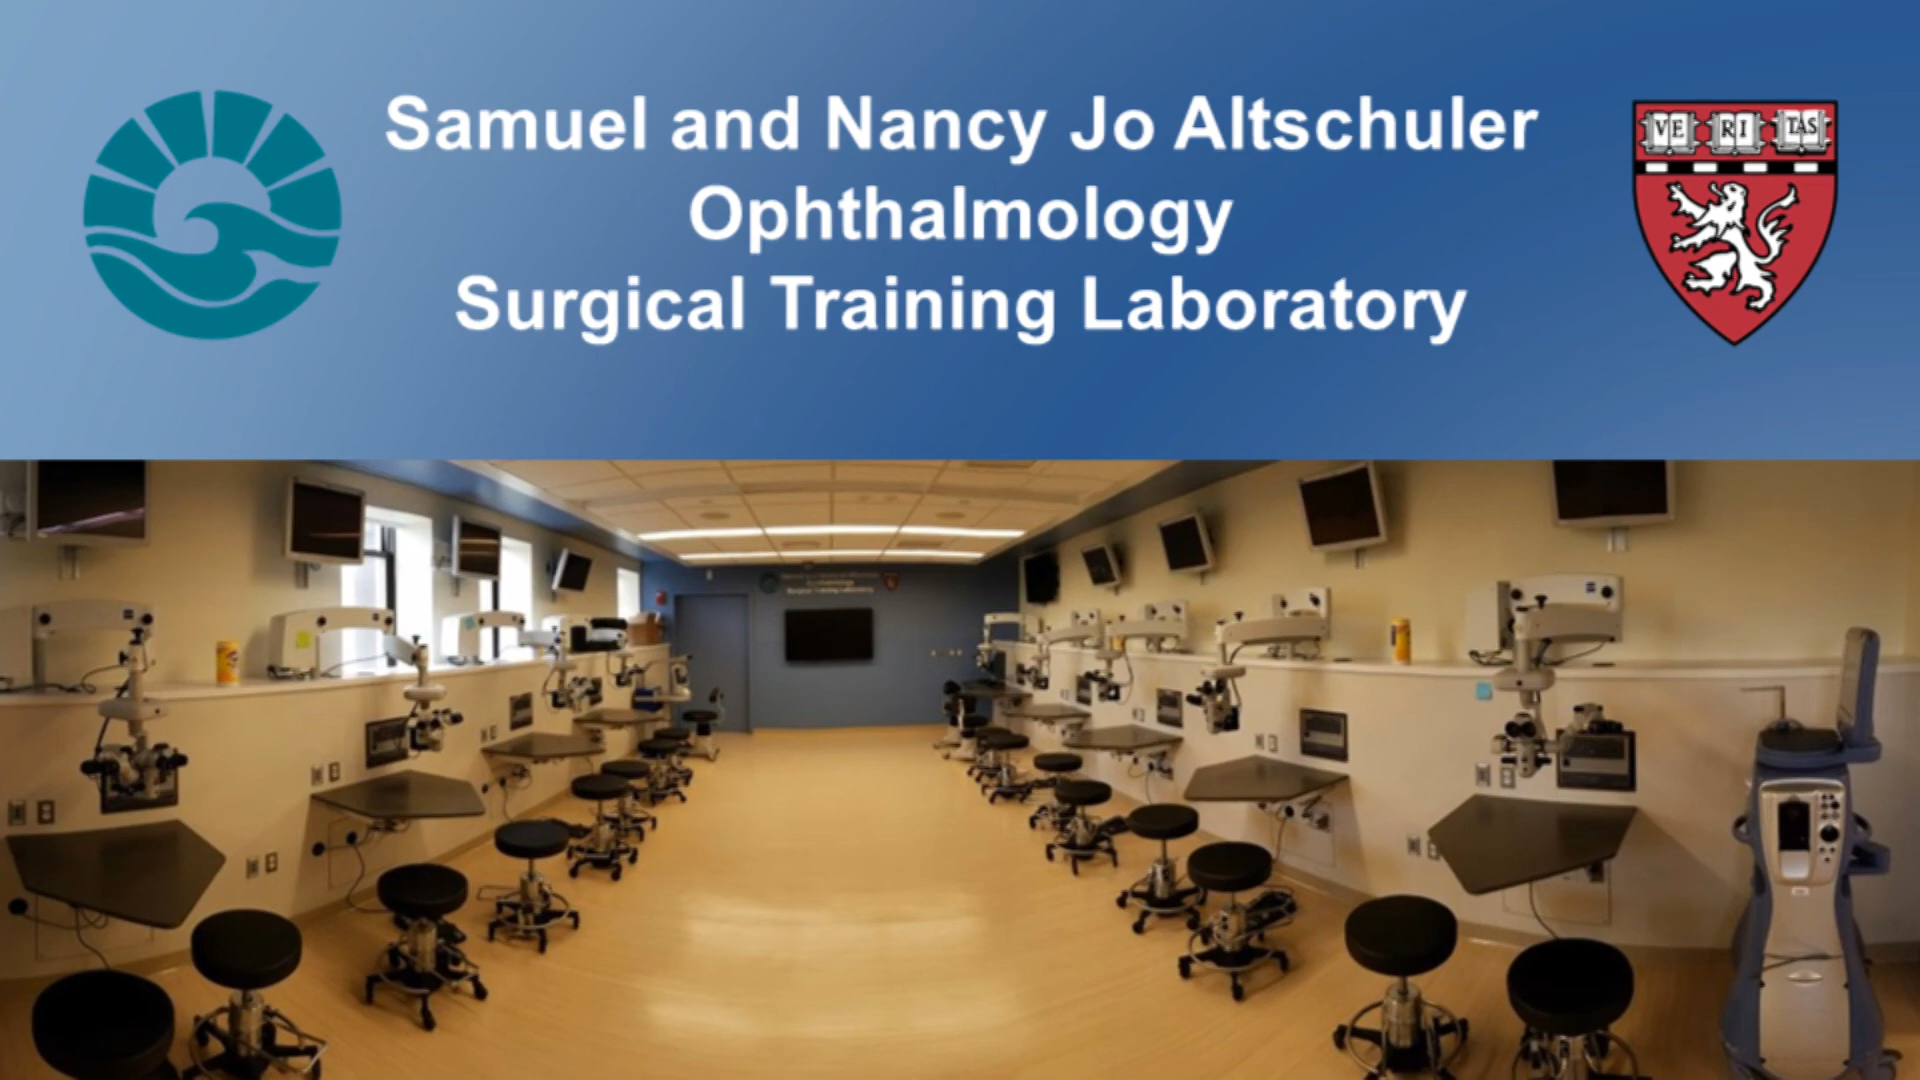 Samuel and Nancy Jo Altschuler
Ophthalmology
Surgical Training Laboratory
VE RI TAS